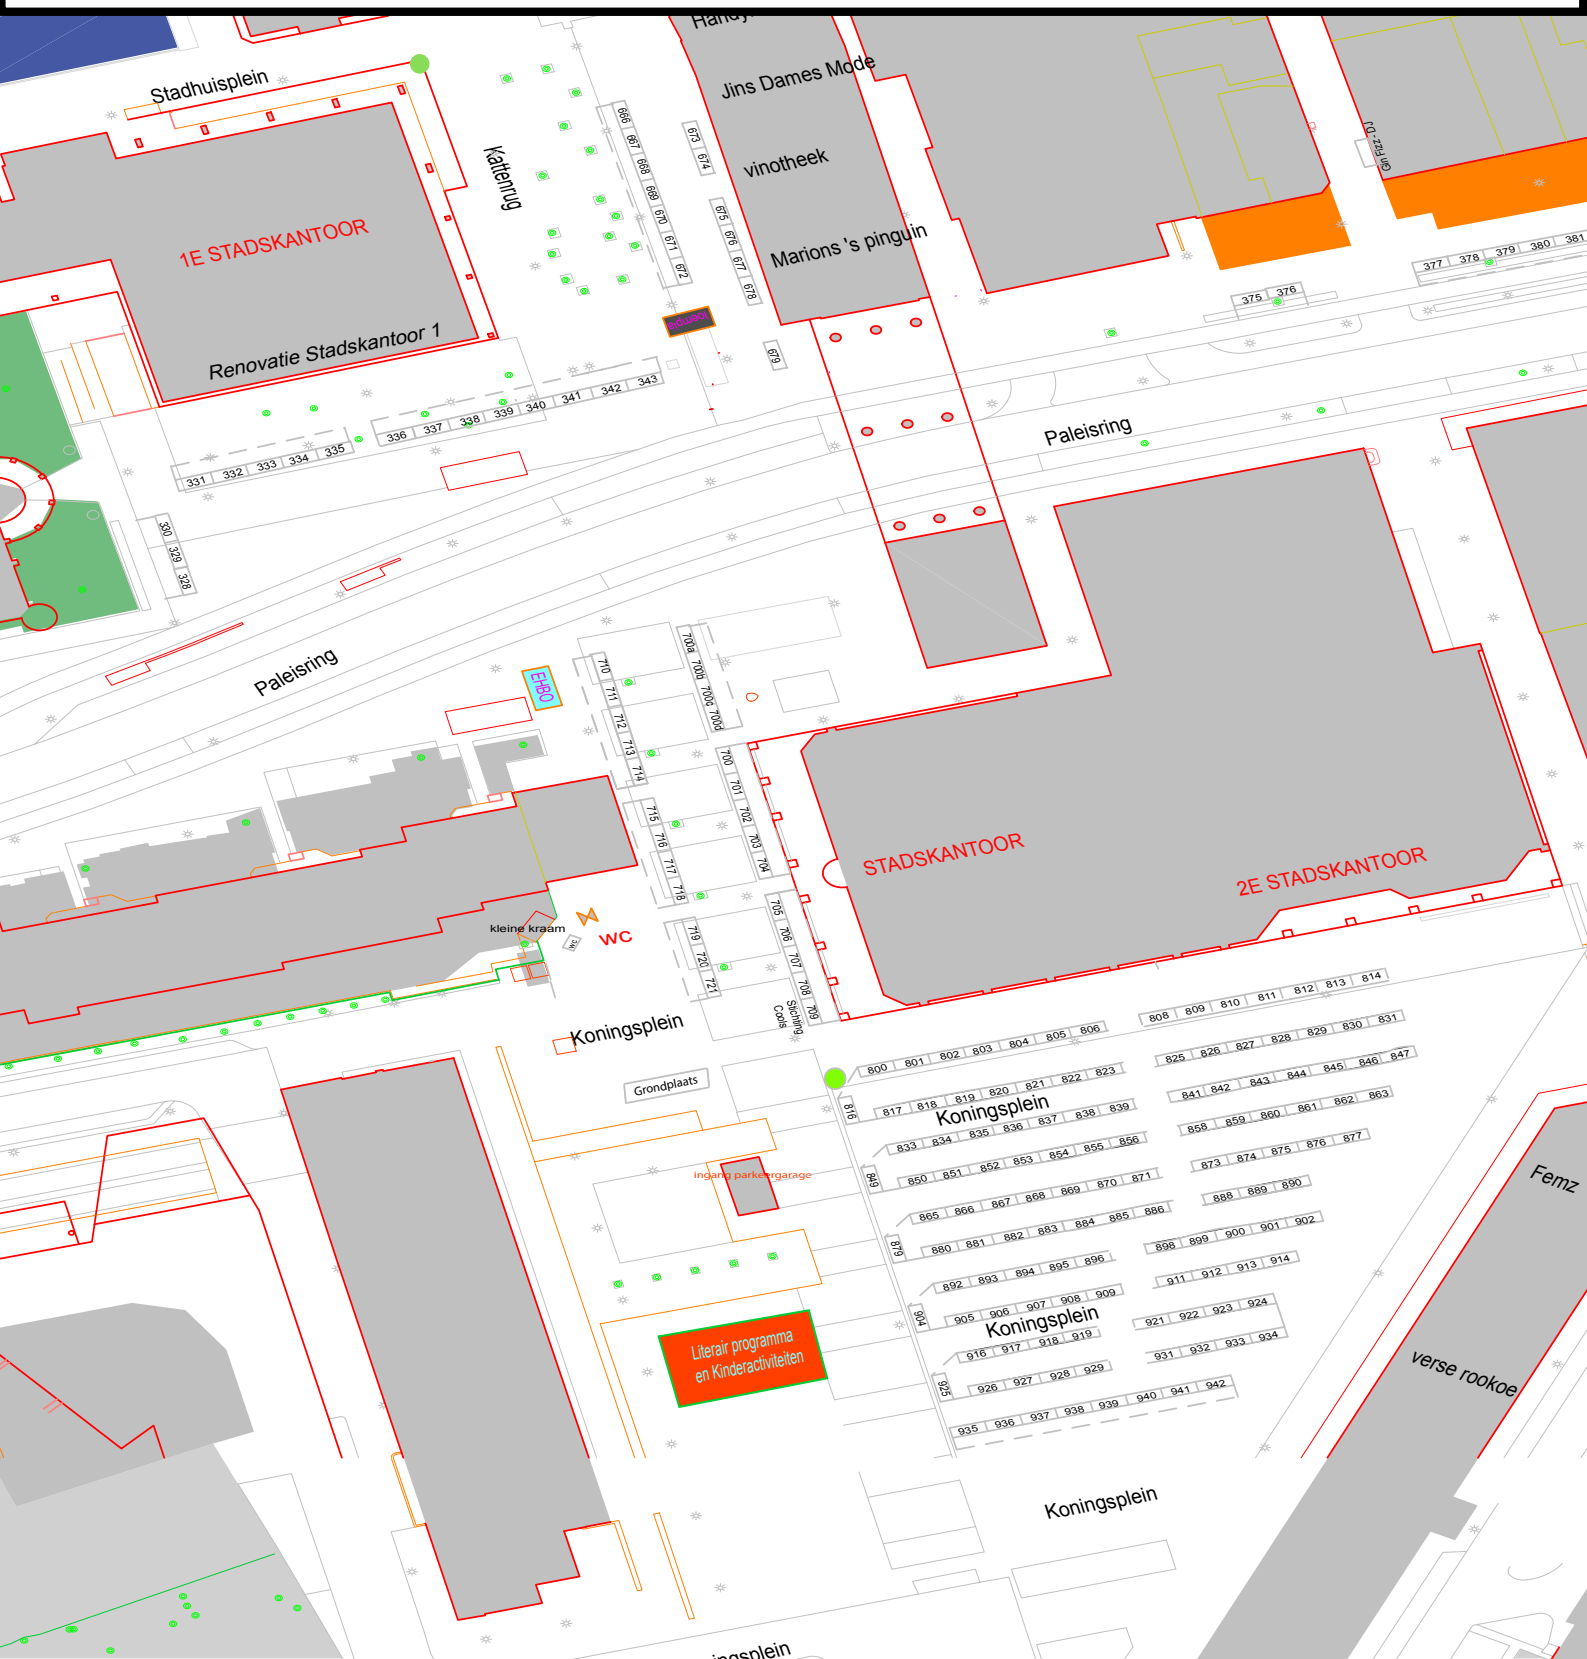 Jins Dames Mode
Stadhuisplein
666
667
668
669
670
671
672
673
674
675
676
677
678
679
Kattenrug
vinotheek
Gin Fizz - DJ
1E STADSKANTOOR
Marions 's pinguin
377 378 379 380 381
375 376
Renovatie Stadskantoor 1
336 337 338 339 340 341 342 343
331 332 333 334 335
Paleisring
330
329
328
Paleisring
EHBO
710
711
712
713
714
700a
700b
700c
700d
700
701
702
703
704
715
716
717
718
STADSKANTOOR
2E STADSKANTOOR
kleine kraam
wc
WC
719
720
721
705
706
707
708
709
Stichting
Cools
Koningsplein
Grondplaats
800 801 802 803 804 805 806
808 809 810 811 812 813 814
816
817 818 819 820 821 822 823
825 826 827 828 829 830 831
Koningsplein
833 834 835 836 837 838 839
841 842 843 844 845 846 847
849
850 851 852 853 854 855 856
858 859 860 861 862 863
ingang parkeergarage
865 866 867 868 869 870 871
873 874 875 876 877
879
880 881 882 883 884 885 886
888 889 890
892 893 894 895 896
898 899 900 901 902
904
905 906 907 908 909
911 912 913 914
Koningsplein
916 917 918 919
921 922 923 924
925
926 927 928 929
931 932 933 934
935 936 937 938 939 940 941 942
Literair programma
en Kinderactiviteiten
Femz
verse rookoe
Koningsplein
ingsplein